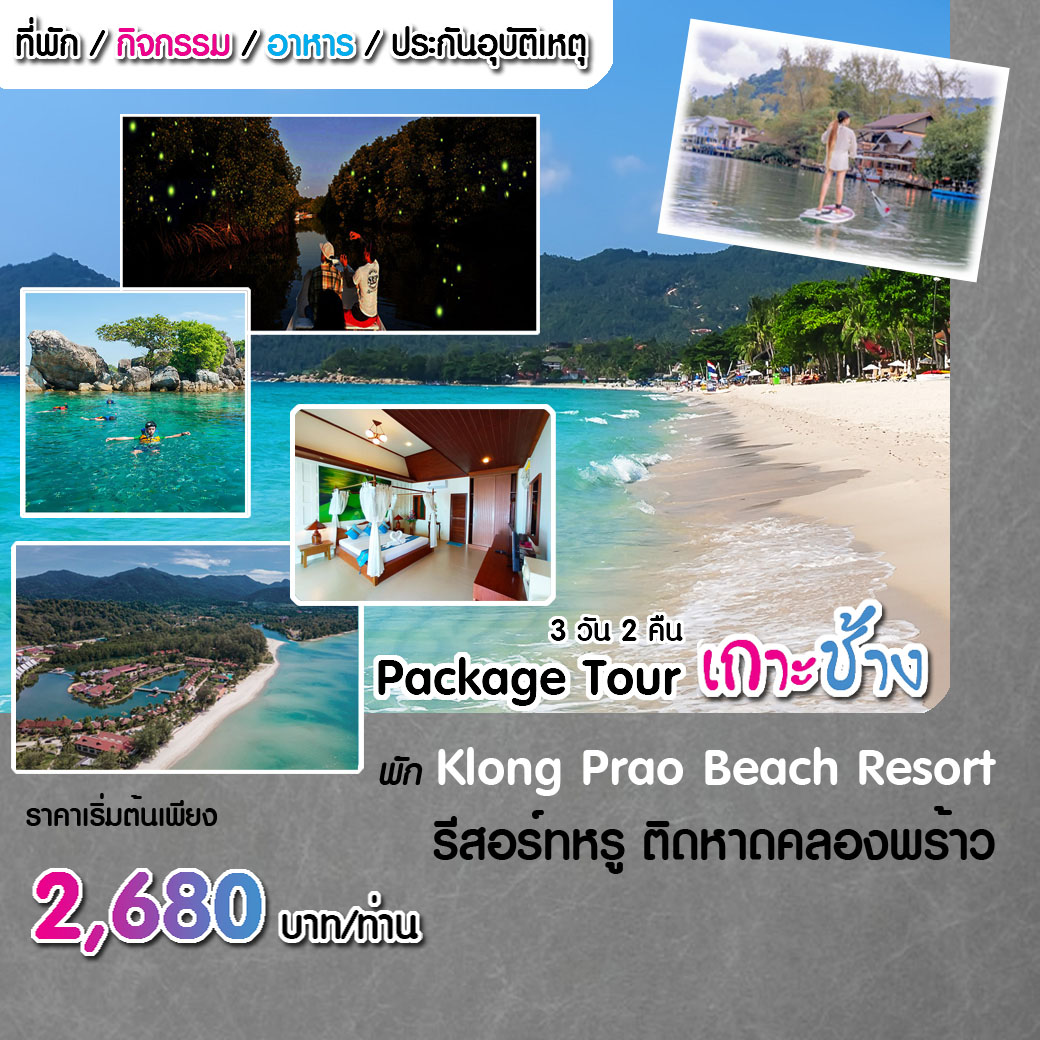 ที่พัก / กิจกรรม / อาหาร / ประกันอุบัติเหตุ
3 วัน 2 คืน
Package Tour เกาะช้าง
พัก Klong Prao Beach Resort
รีสอร์ทหรู ติดหาดคลองพร้าว
ราคาเริ่มต้นเพียง
2,680 บาท/ท่าน